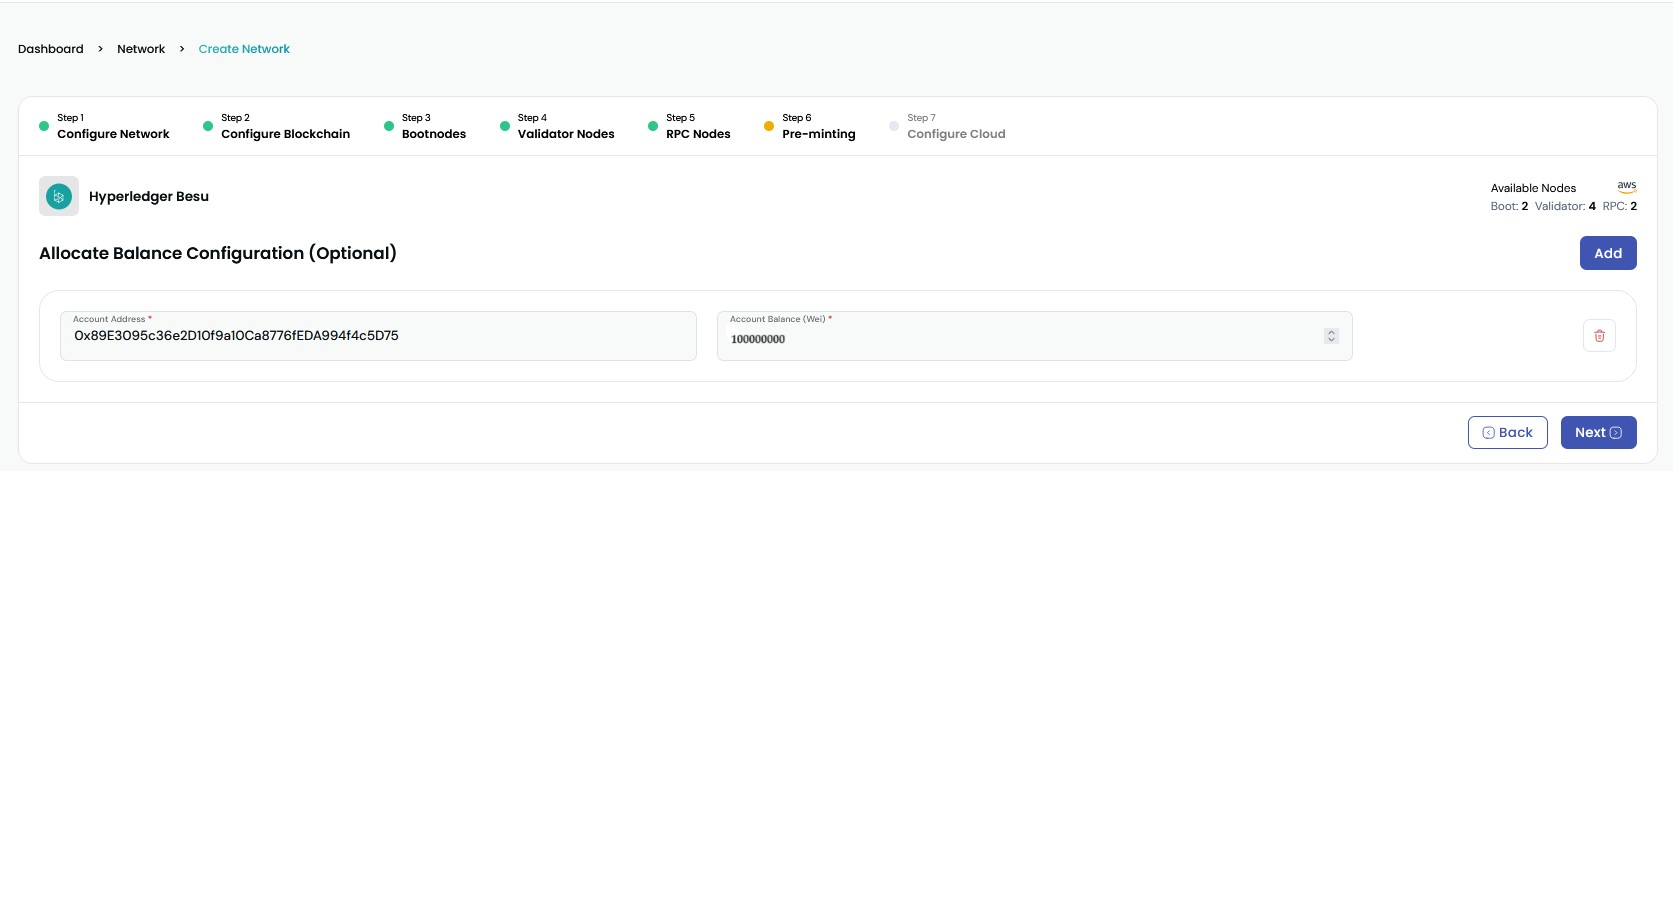 Dashboard > Network > Create Network
Step 1
Configure Network
Step 2
Configure Blockchain
Step 3
Bootnodes
Step 4
Validator Nodes
Step 5
RPC Nodes
Step 6
Pre-minting
Step 7
Configure Cloud
Hyperledger Besu
Available Nodes aws
Boot: 2 Validator: 4 RPC: 2
Allocate Balance Configuration (Optional)
Add
Account Address *
0x89E3095c36e2D10f9a10Ca8776fEDA994f4c5D75
Account Balance (Wei) *
100000000
Back
Next